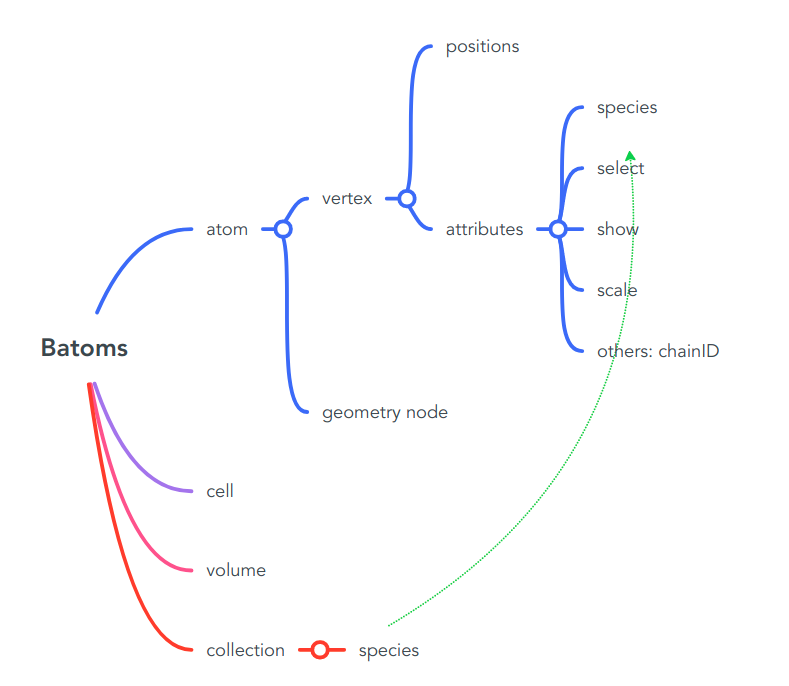 positions
species
select
vertex
attributes
atom
show
scale
Batoms
others: chainID
geometry node
cell
volume
collection
species